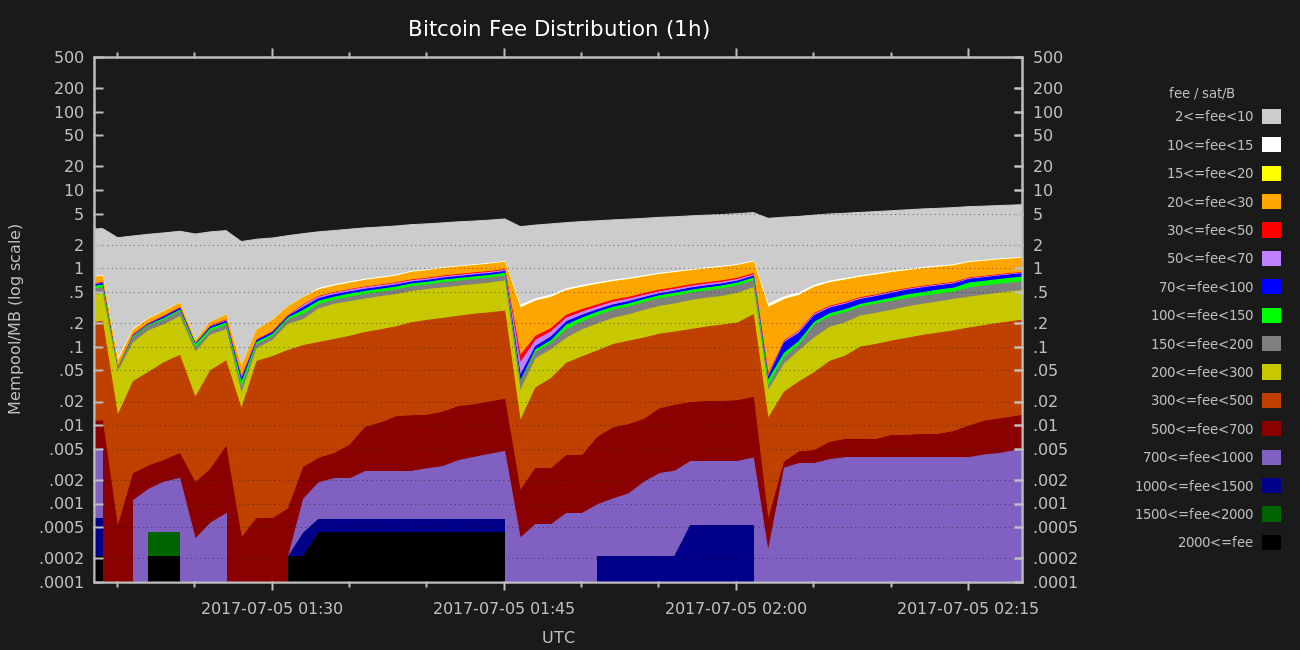 Bitcoin Fee Distribution (1h)
500 500
200 200
100 100
50 50
20 20
10 10
5 5
2 2
1 1
.5 .5
.2 .2
.1 .1
.05 .05
.02 .02
.01 .01
.005 .005
.002 .002
.001 .001
.0005 .0005
.0002 .0002
.0001 .0001
Mempool/MB (log scale)
2017-07-05 01:30 2017-07-05 01:45 2017-07-05 02:00 2017-07-05 02:15
UTC
fee / sat/B
2<=fee<10
10<=fee<15
15<=fee<20
20<=fee<30
30<=fee<50
50<=fee<70
70<=fee<100
100<=fee<150
150<=fee<200
200<=fee<300
300<=fee<500
500<=fee<700
700<=fee<1000
1000<=fee<1500
1500<=fee<2000
2000<=fee